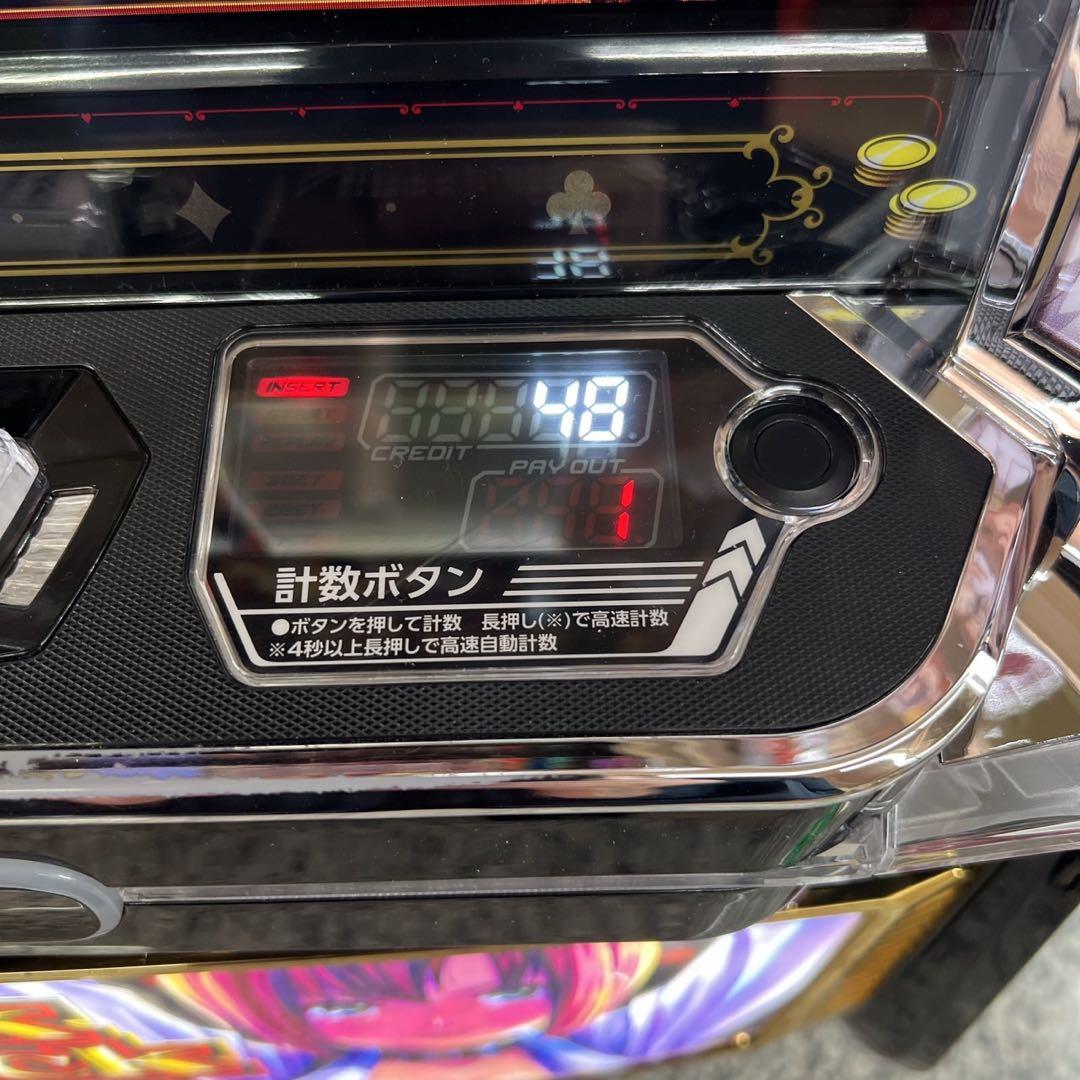 INSERT
48
CREDIT
PAY OUT
1
計数ボタン
●ボタンを押して計数 長押し(※)で高速計数
※4秒以上長押しで高速自動計数